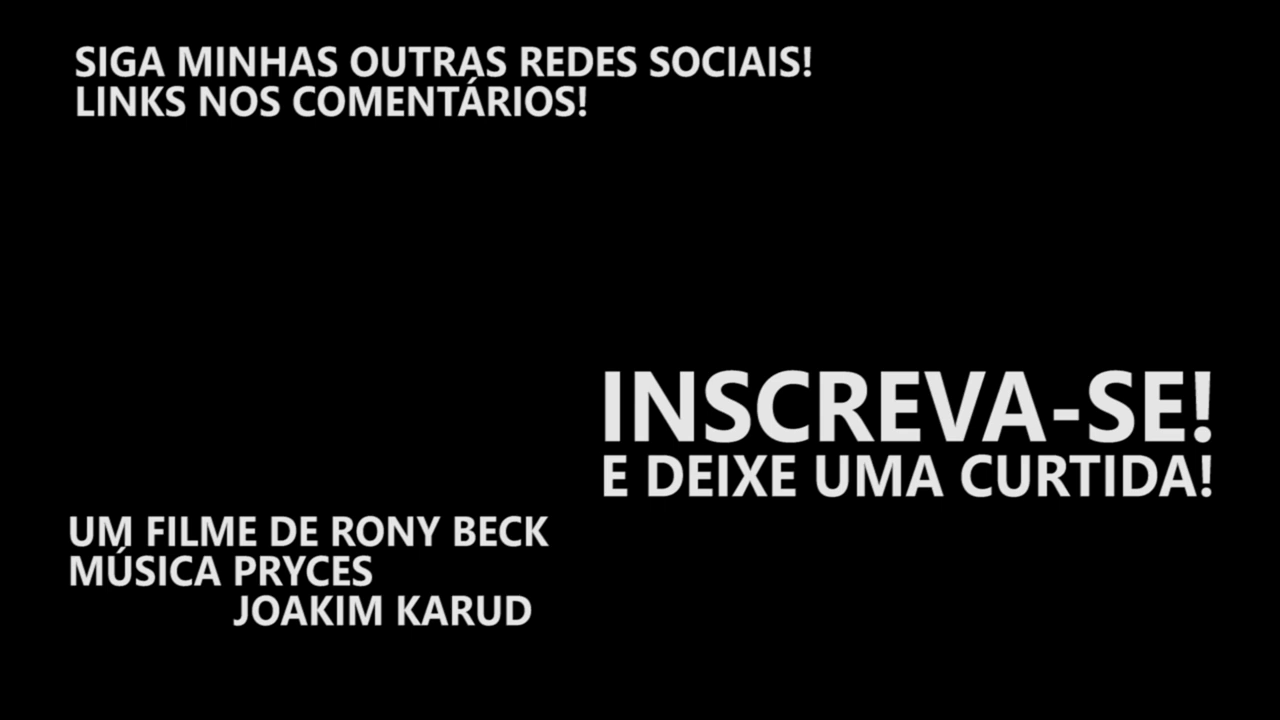 SIGA MINHAS OUTRAS REDES SOCIAIS!
LINKS NOS COMENTÁRIOS!
INSCREVA-SE!
E DEIXE UMA CURTIDA!
UM FILME DE RONY BECK
MÚSICA PRYCES
JOAKIM KARUD